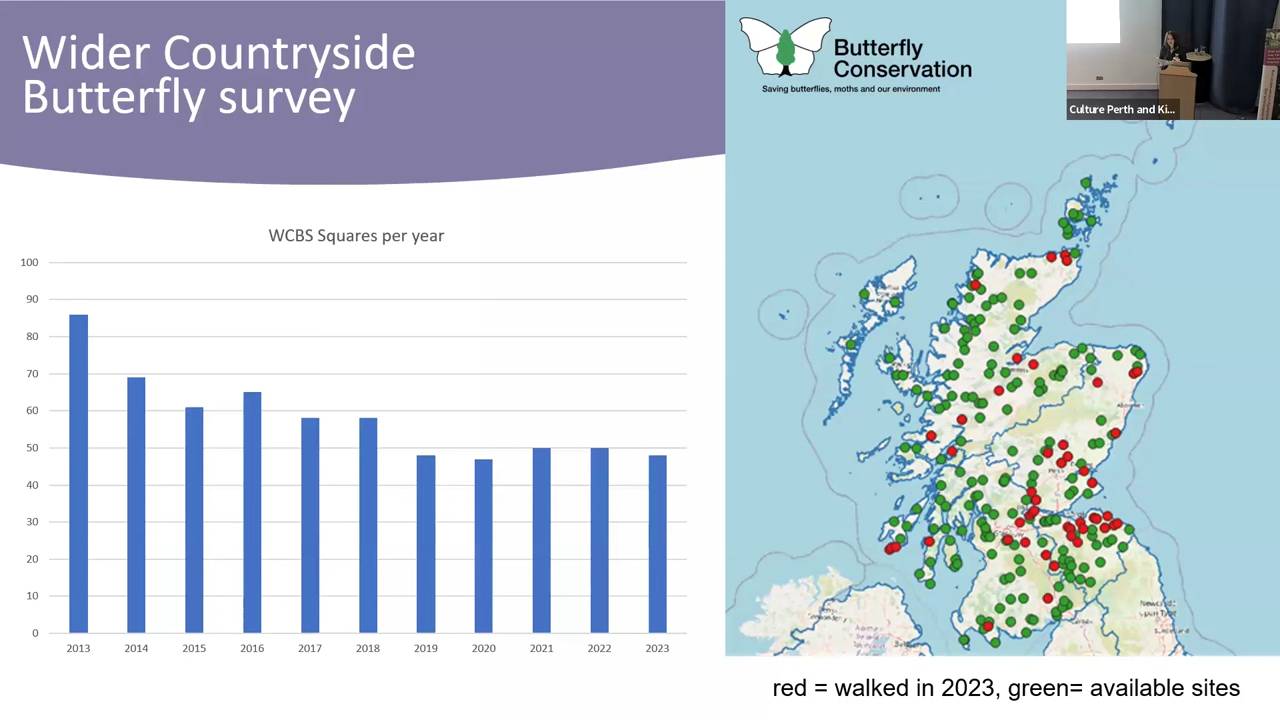 Wider Countryside
Butterfly survey
Butterfly
Conservation
Saving butterflies, moths and our environment
Culture Perth and Ki...
WCBS Squares per year
100
90
80
70
60
50
40
30
20
10
0
2013 2014 2015 2016 2017 2018 2019 2020 2021 2022 2023
red = walked in 2023, green= available sites